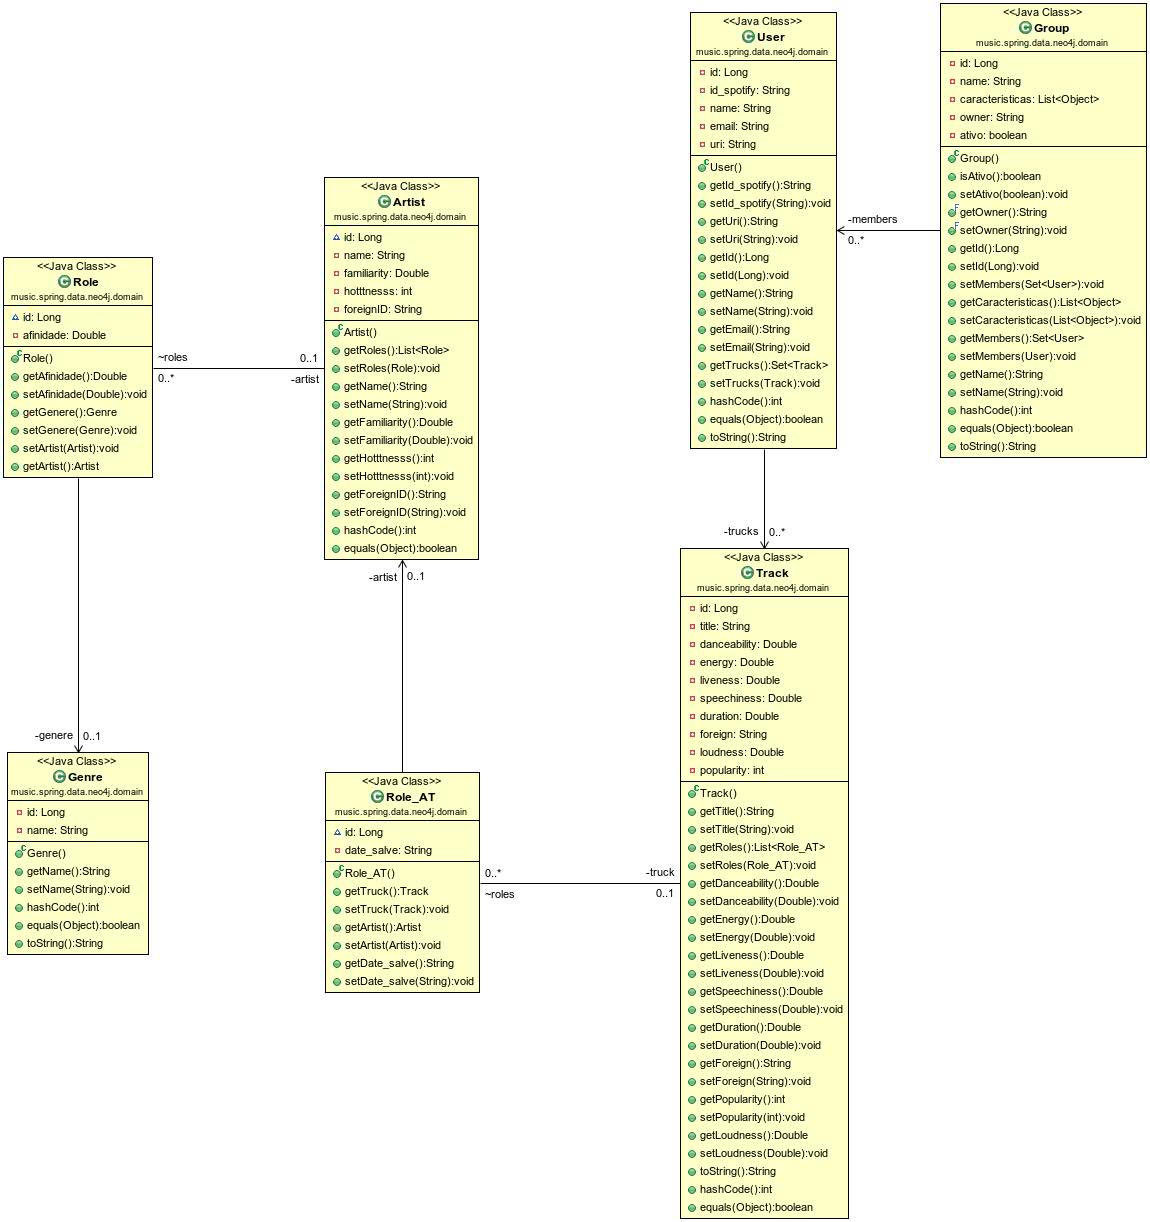 <<Java Class>>
User
music.spring.data.neo4j.domain
id: Long
id_spotify: String
name: String
email: String
uri: String
User()
getId_spotify():String
setId_spotify(String):void
getUri():String
setUri(String):void
getId():Long
setId(Long):void
getName():String
setName(String):void
getEmail():String
setEmail(String):void
getTrucks():Set<Track>
setTrucks(Track):void
hashCode():int
equals(Object):boolean
toString():String
<<Java Class>>
Group
music.spring.data.neo4j.domain
id: Long
name: String
caracteristicas: List<Object>
owner: String
ativo: boolean
Group()
isAtivo():boolean
setAtivo(boolean):void
getOwner():String
setOwner(String):void
getId():Long
setId(Long):void
setMembers(Set<User>):void
getCaracteristicas():List<Object>
setCaracteristicas(List<Object>):void
getMembers():Set<User>
setMembers(User):void
getName():String
setName(String):void
hashCode():int
equals(Object):boolean
toString():String
-members
0..*
<<Java Class>>
Artist
music.spring.data.neo4j.domain
id: Long
name: String
familiarity: Double
hotttnesss: int
foreignID: String
Artist()
getRoles():List<Role>
setRoles(Role):void
getName():String
setName(String):void
getFamiliarity():Double
setFamiliarity(Double):void
getHotttnesss():int
setHotttnesss(int):void
getForeignID():String
setForeignID(String):void
hashCode():int
equals(Object):boolean
<<Java Class>>
Role
music.spring.data.neo4j.domain
id: Long
afinidade: Double
Role()
getAfinidade():Double
setAfinidade(Double):void
getGenere():Genre
setGenere(Genre):void
setArtist(Artist):void
getArtist():Artist
~roles
0..*
0..1
-artist
-trucks
0..*
-artist
0..1
-genere
0..1
<<Java Class>>
Genre
music.spring.data.neo4j.domain
id: Long
name: String
Genre()
getName():String
setName(String):void
hashCode():int
equals(Object):boolean
toString():String
<<Java Class>>
Role_AT
music.spring.data.neo4j.domain
id: Long
date_salve: String
Role_AT()
getTruck():Track
setTruck(Track):void
getArtist():Artist
setArtist(Artist):void
getDate_salve():String
setDate_salve(String):void
0..*
~roles
-truck
0..1
<<Java Class>>
Track
music.spring.data.neo4j.domain
id: Long
title: String
danceability: Double
energy: Double
liveness: Double
speechiness: Double
duration: Double
foreign: String
loudness: Double
popularity: int
Track()
getTitle():String
setTitle(String):void
getRoles():List<Role_AT>
setRoles(Role_AT):void
getDanceability():Double
setDanceability(Double):void
getEnergy():Double
setEnergy(Double):void
getLiveness():Double
setLiveness(Double):void
getSpeechiness():Double
setSpeechiness(Double):void
getDuration():Double
setDuration(Double):void
getForeign():String
setForeign(String):void
getPopularity():int
setPopularity(int):void
getLoudness():Double
setLoudness(Double):void
toString():String
hashCode():int
equals(Object):boolean